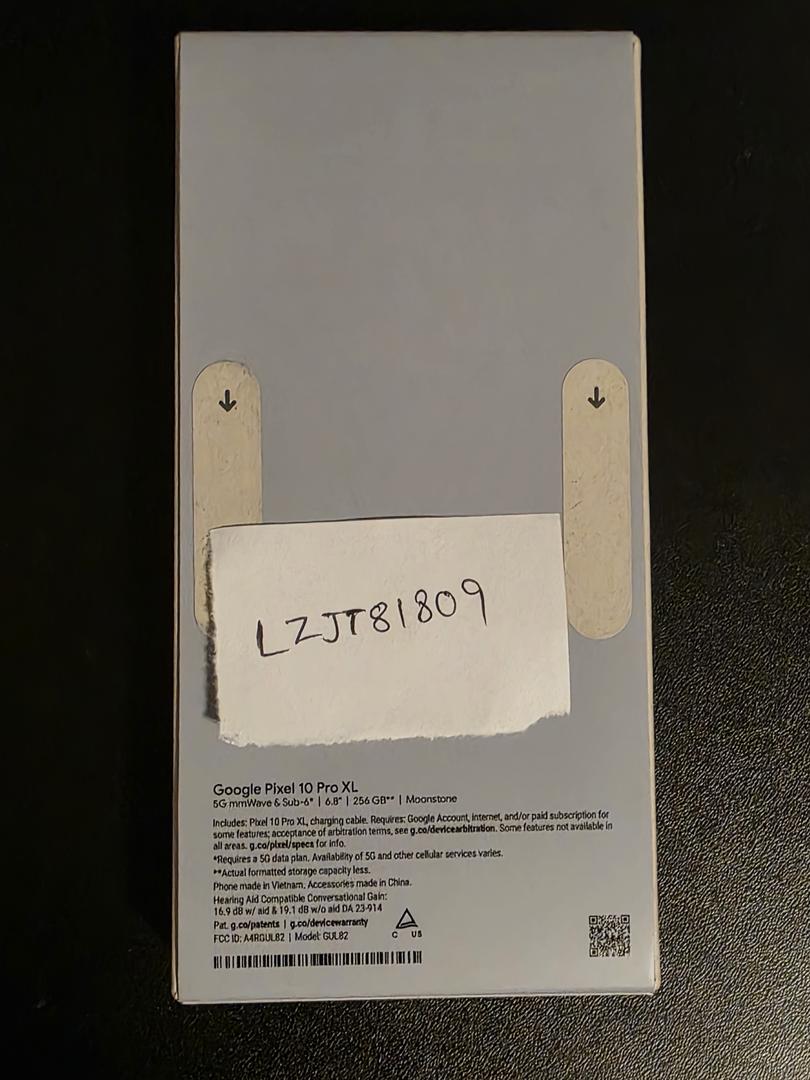 LZJT81809
Google Pixel 10 Pro XL
5G mmWave & Sub-6* | 6.8" | 256 GB** | Moonstone
Includes: Pixel 10 Pro XL, charging cable. Requires: Google Account, internet, and/or paid subscription for
some features; acceptance of arbitration terms, see g.co/devicearbitration. Some features not available in
all areas. g.co/pixel/specs for info.
*Requires a 5G data plan. Availability of 5G and other cellular services varies.
**Actual formatted storage capacity less.
Phone made in Vietnam. Accessories made in China.
Hearing Aid Compatible Conversational Gain:
16.9 dB w/ aid & 19.1 dB w/o aid DA 23-914
Pat. g.co/patents | g.co/devicewarranty
FCC ID: A4RGUL82 | Model: GUL82
C US